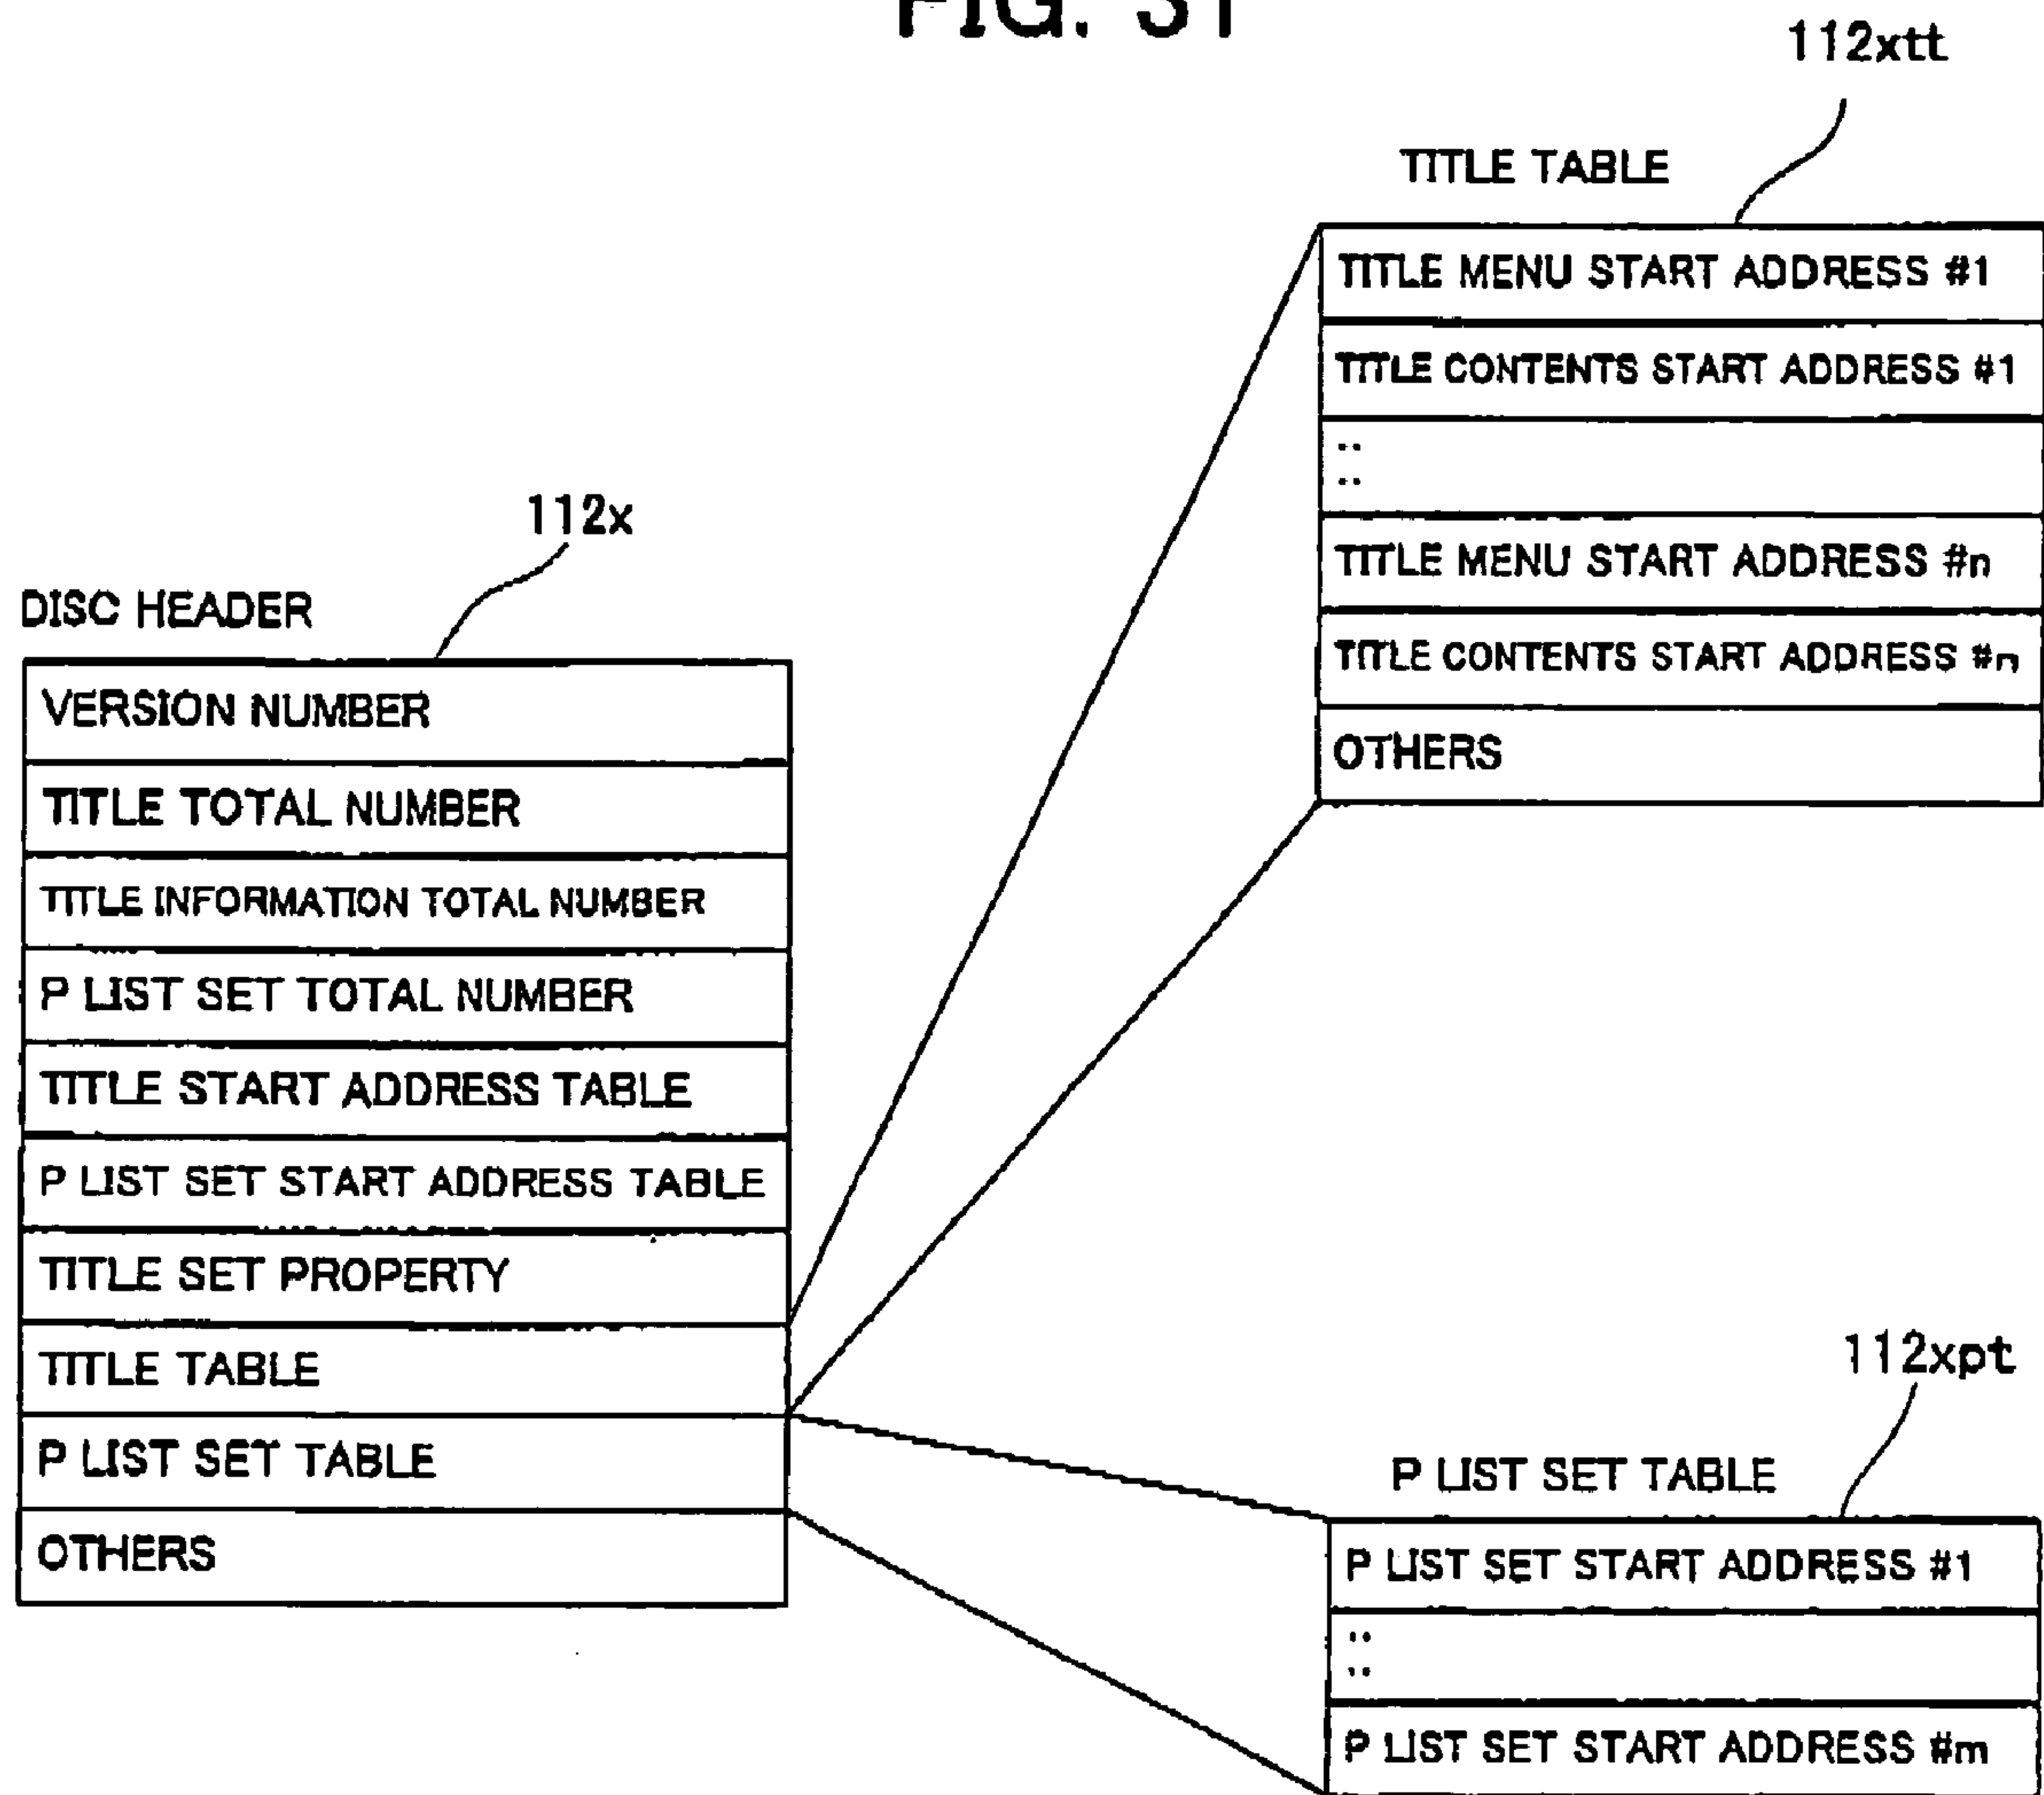 FIG. 31
112xtt
TITLE TABLE
TITLE MENU START ADDRESS #1
TITLE CONTENTS START ADDRESS #1
::
TITLE MENU START ADDRESS #n
TITLE CONTENTS START ADDRESS #n
OTHERS
112x
DISC HEADER
VERSION NUMBER
TITLE TOTAL NUMBER
TITLE INFORMATION TOTAL NUMBER
P LIST SET TOTAL NUMBER
TITLE START ADDRESS TABLE
P LIST SET START ADDRESS TABLE
TITLE SET PROPERTY
TITLE TABLE
P LIST SET TABLE
OTHERS
112xpt
P LIST SET TABLE
P LIST SET START ADDRESS #1
::
P LIST SET START ADDRESS #m